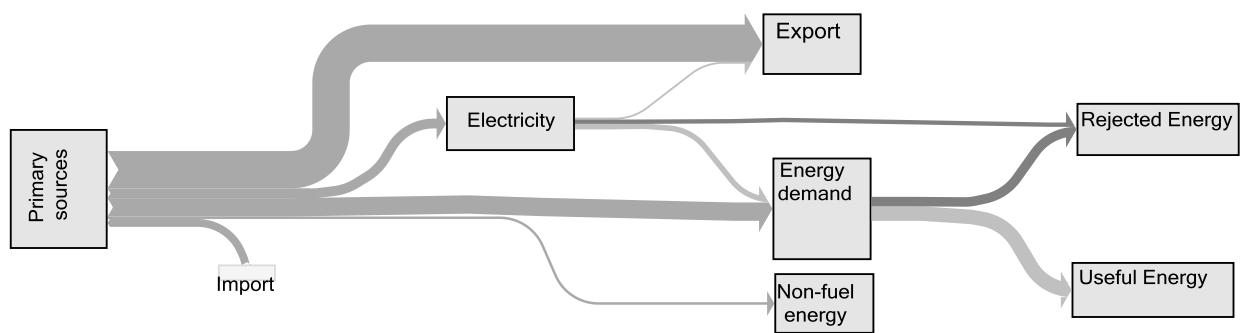 Export
Electricity
Rejected Energy
Primary
sources
Energy
demand
Useful Energy
Import
Non-fuel
energy